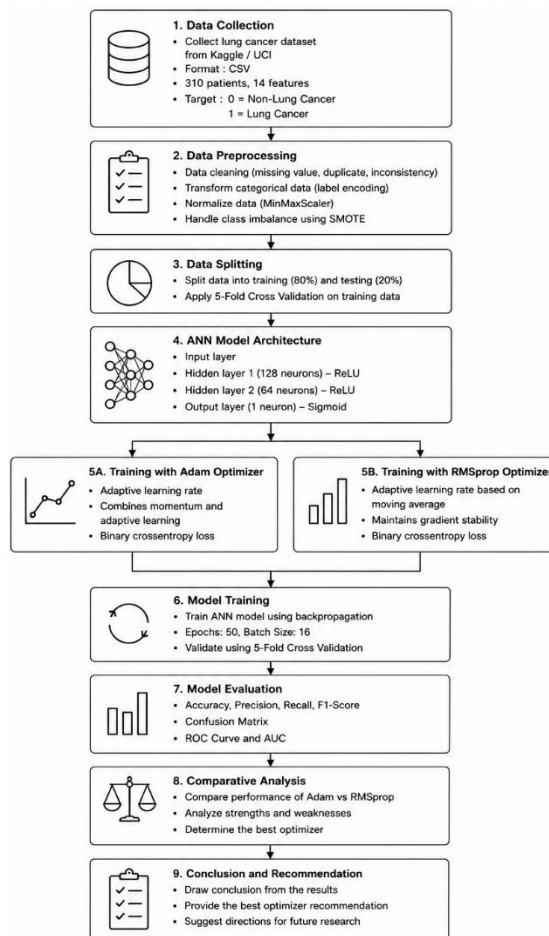 1. Data Collection
• Collect lung cancer dataset
from Kaggle / UCI
• Format : CSV
• 310 patients, 14 features
• Target : 0 = Non-Lung Cancer
1 = Lung Cancer
2. Data Preprocessing
• Data cleaning (missing value, duplicate, inconsistency)
• Transform categorical data (label encoding)
• Normalize data (MinMaxScaler)
• Handle class imbalance using SMOTE
3. Data Splitting
• Split data into training (80%) and testing (20%)
• Apply 5-Fold Cross Validation on training data
4. ANN Model Architecture
• Input layer
• Hidden layer 1 (128 neurons) – ReLU
• Hidden layer 2 (64 neurons) – ReLU
• Output layer (1 neuron) – Sigmoid
5A. Training with Adam Optimizer
• Adaptive learning rate
• Combines momentum and
adaptive learning
• Binary crossentropy loss
5B. Training with RMSprop Optimizer
• Adaptive learning rate based on
moving average
• Maintains gradient stability
• Binary crossentropy loss
6. Model Training
• Train ANN model using backpropagation
• Epochs: 50, Batch Size: 16
• Validate using 5-Fold Cross Validation
7. Model Evaluation
• Accuracy, Precision, Recall, F1-Score
• Confusion Matrix
• ROC Curve and AUC
8. Comparative Analysis
• Compare performance of Adam vs RMSprop
• Analyze strengths and weaknesses
• Determine the best optimizer
9. Conclusion and Recommendation
• Draw conclusion from the results
• Provide the best optimizer recommendation
• Suggest directions for future research